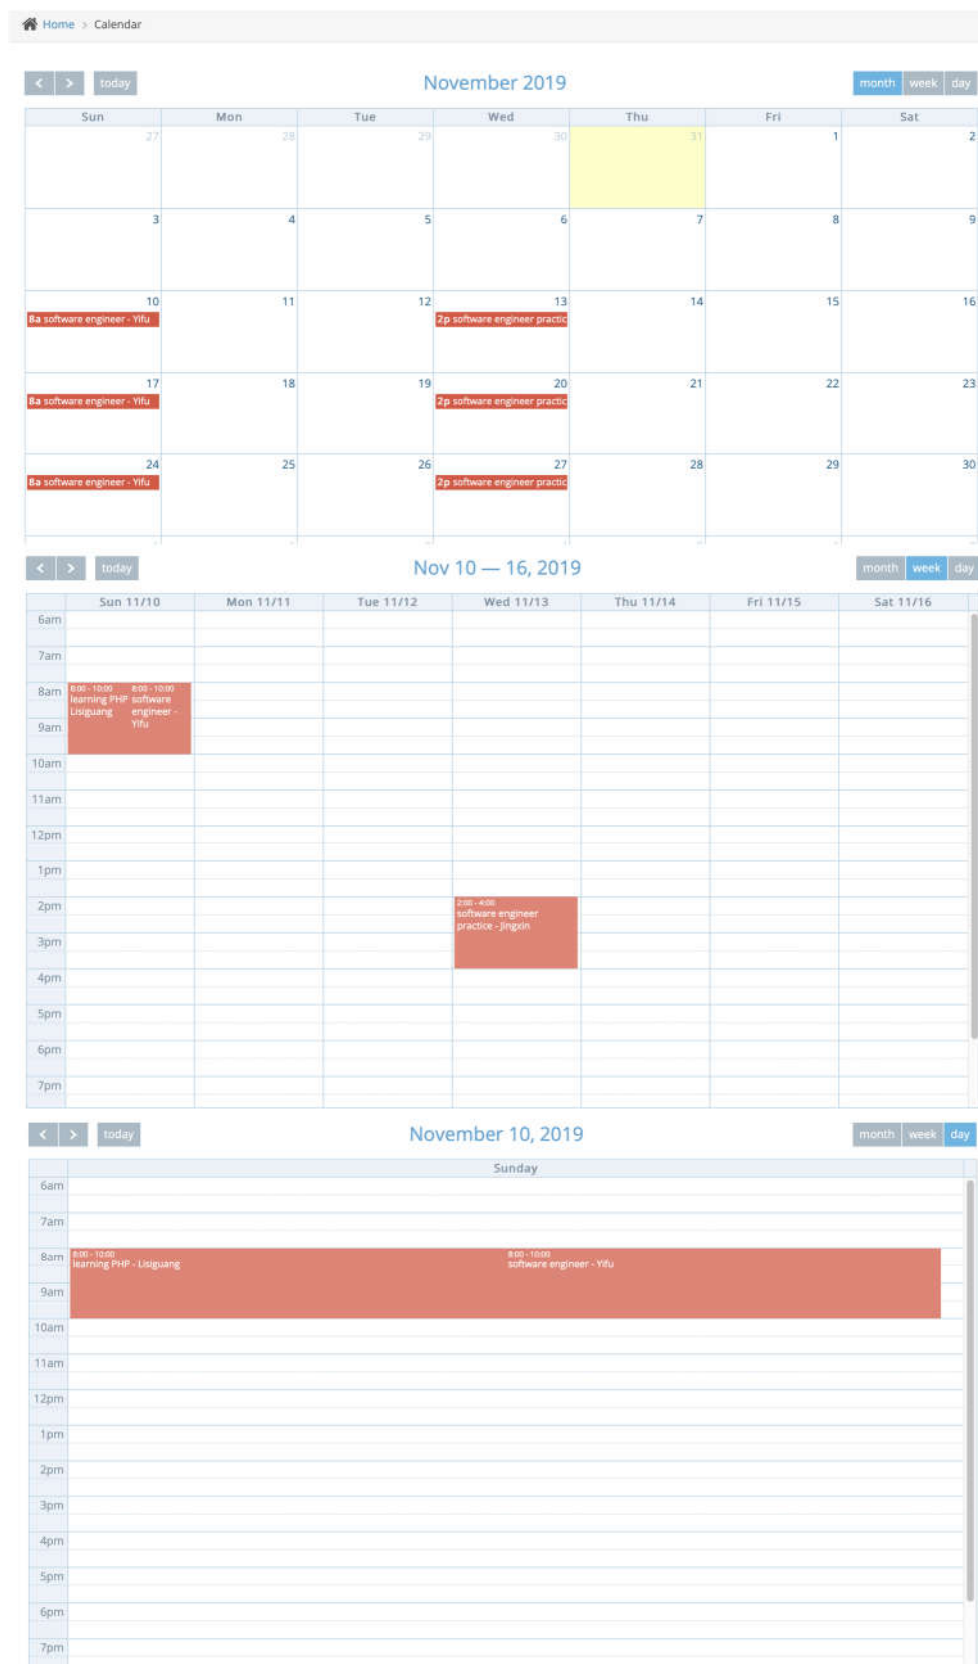 Home > Calendar
today November 2019 month week day
Sun Mon Tue Wed Thu Fri Sat
27 28 29 30 31 1 2
3 4 5 6 7 8 9
10 11 12 13 14 15 16
8a software engineer - Yifu 2p software engineer practic
17 18 19 20 21 22 23
8a software engineer - Yifu 2p software engineer practic
24 25 26 27 28 29 30
8a software engineer - Yifu 2p software engineer practic
today Nov 10 — 16, 2019 month week day
Sun 11/10 Mon 11/11 Tue 11/12 Wed 11/13 Thu 11/14 Fri 11/15 Sat 11/16
6am
7am
8am 8:00 - 10:00 8:00 - 10:00
learning PHP software
Lisiguang engineer -
9am Yifu
10am
11am
12pm
1pm
2pm 2:00 - 4:00
software engineer
practice - Jingxin
3pm
4pm
5pm
6pm
7pm
today November 10, 2019 month week day
Sunday
6am
7am
8am 8:00 - 10:00 8:00 - 10:00
learning PHP - Lisiguang software engineer - Yifu
9am
10am
11am
12pm
1pm
2pm
3pm
4pm
5pm
6pm
7pm